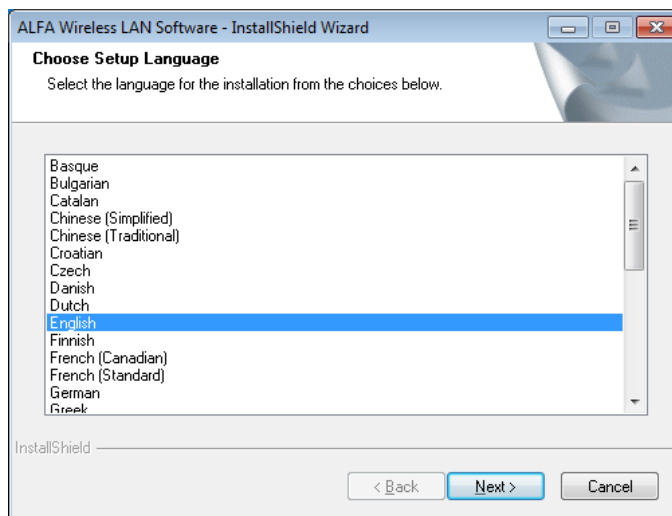 ALFA Wireless LAN Software - InstallShield Wizard
Choose Setup Language
Select the language for the installation from the choices below.
Basque
Bulgarian
Catalan
Chinese (Simplified)
Chinese (Traditional)
Croatian
Czech
Danish
Dutch
English
Finnish
French (Canadian)
French (Standard)
German
Greek
InstallShield
< Back
Next >
Cancel